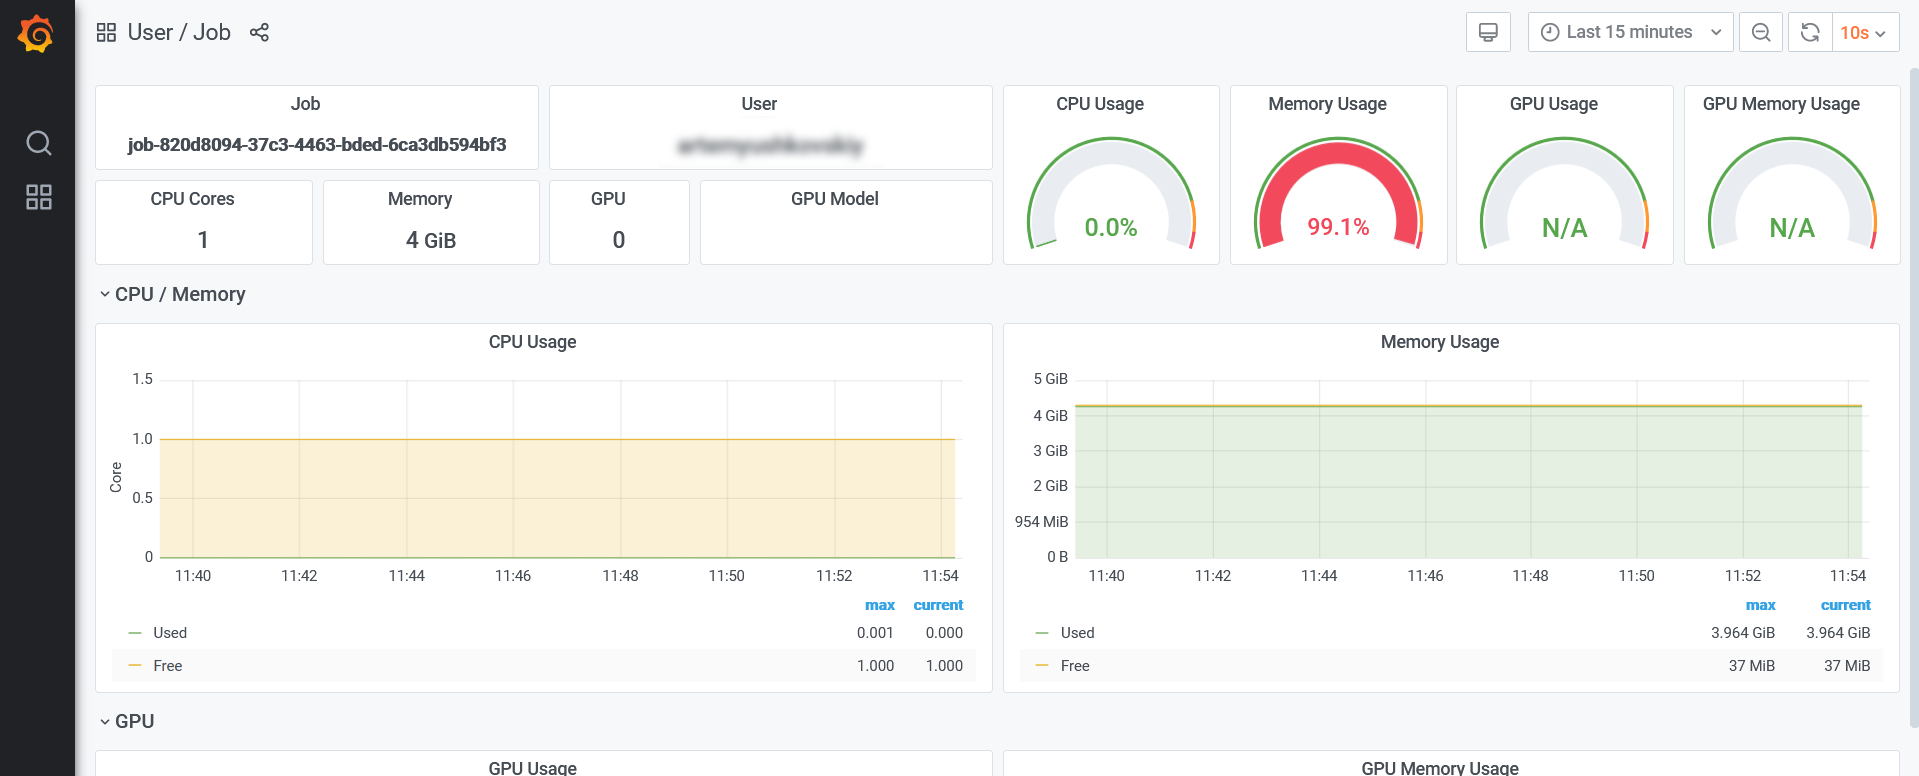 User / Job
Last 15 minutes
10s
Job
job-820d8094-37c3-4463-bded-6ca3db594bf3
User
CPU Cores
1
Memory
4 GiB
GPU
0
GPU Model
CPU Usage
0.0%
Memory Usage
99.1%
GPU Usage
N/A
GPU Memory Usage
N/A
CPU / Memory
CPU Usage
1.5
1.0
0.5
0
Core
11:40 11:42 11:44 11:46 11:48 11:50 11:52 11:54
max current
Used 0.001 0.000
Free 1.000 1.000
Memory Usage
5 GiB
4 GiB
3 GiB
2 GiB
954 MiB
0 B
11:40 11:42 11:44 11:46 11:48 11:50 11:52 11:54
max current
Used 3.964 GiB 3.964 GiB
Free 37 MiB 37 MiB
GPU
GPU Usage
GPU Memory Usage